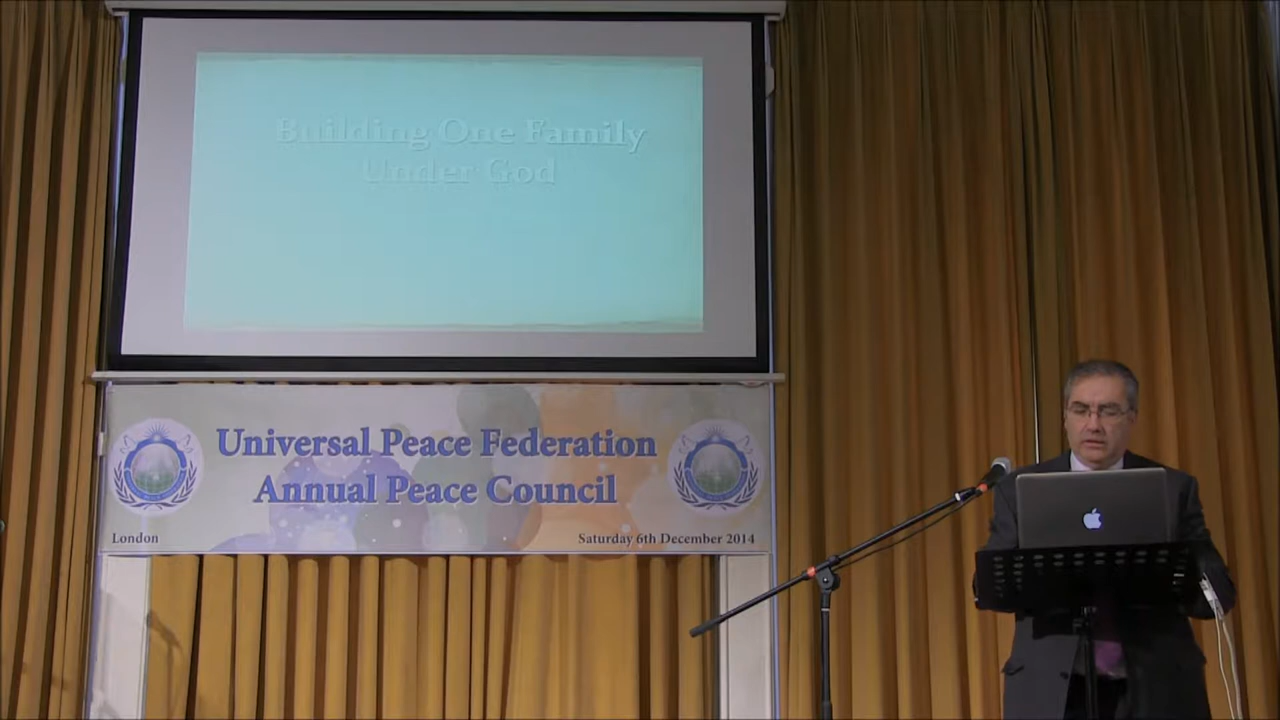 Building One Family
Under God
Universal Peace Federation
Annual Peace Council
London
Saturday 6th December 2014